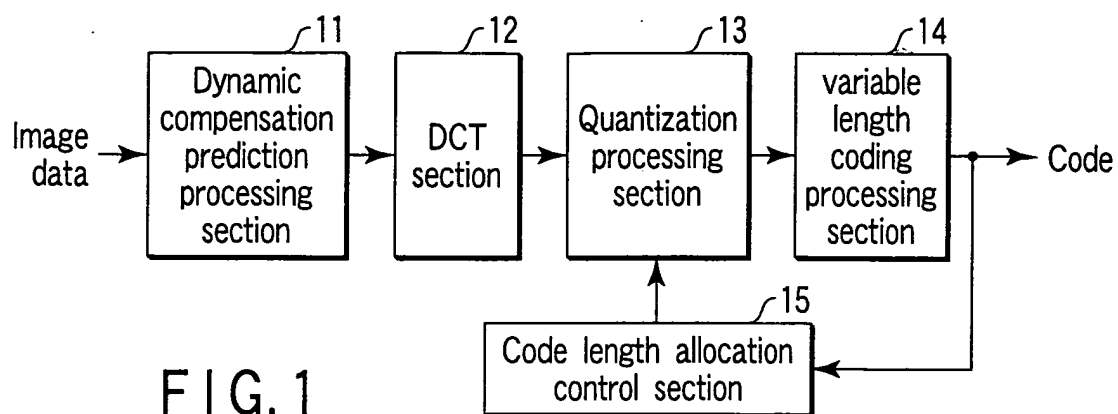 11
Dynamic
compensation
prediction
processing
section
12
DCT
section
13
Quantization
processing
section
14
variable
length
coding
processing
section
Image
data
Code
15
Code length allocation
control section
FIG. 1